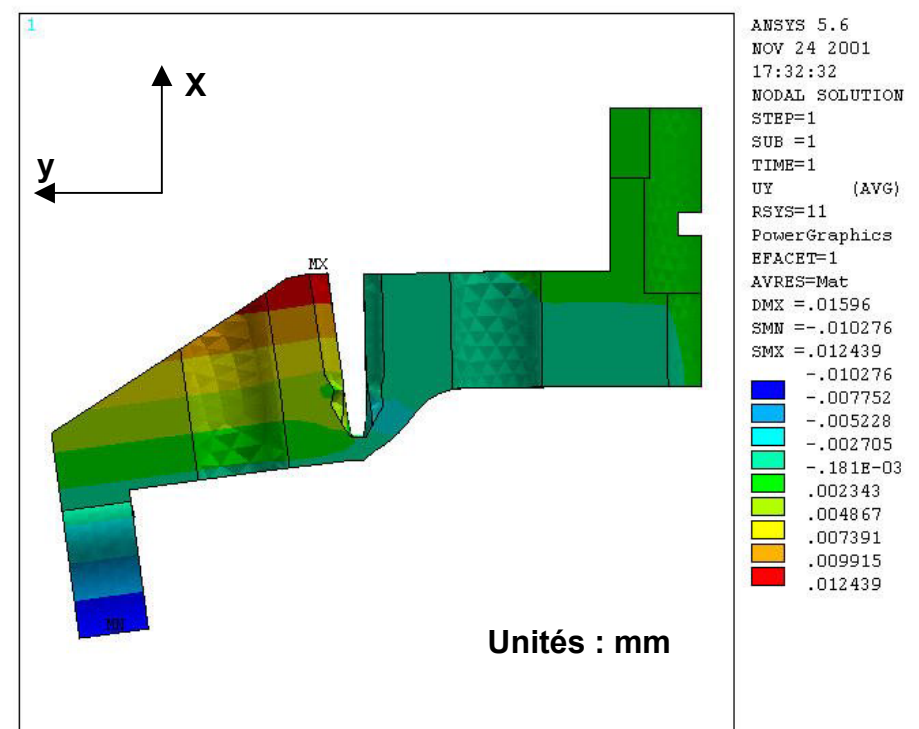 1
X
y
MX
MN
Unités : mm
ANSYS 5.6
NOV 24 2001
17:32:32
NODAL SOLUTION
STEP=1
SUB =1
TIME=1
UY (AVG)
RSYS=11
PowerGraphics
EFACET=1
AVRES=Mat
DMX =.01596
SMN =-.010276
SMX =.012439
-.010276
-.007752
-.005228
-.002705
-.181E-03
.002343
.004867
.007391
.009915
.012439